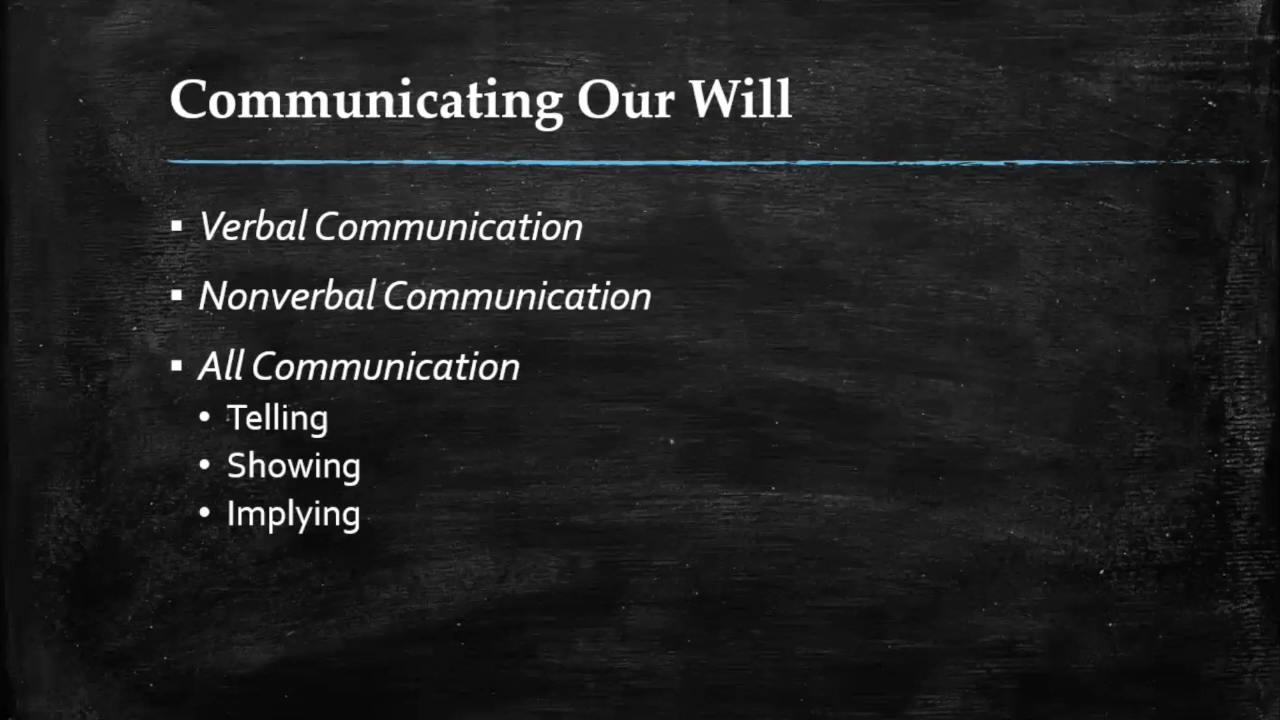 Communicating Our Will
▪ Verbal Communication
▪ Nonverbal Communication
▪ All Communication
• Telling
• Showing
• Implying